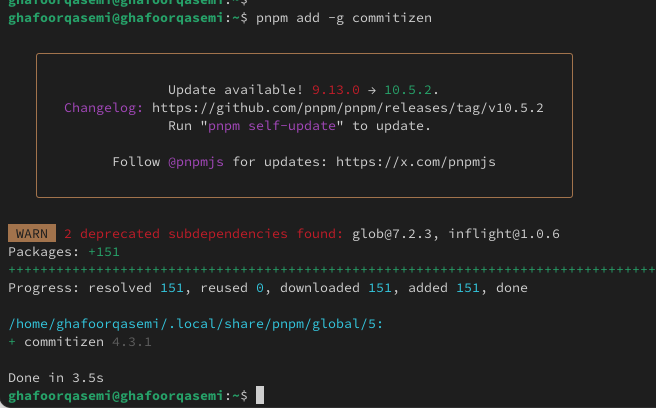 ghafoorqasemi@ghafoorqasemi:~$
ghafoorqasemi@ghafoorqasemi:~$ pnpm add -g commitizen
Update available! 9.13.0 → 10.5.2.
Changelog: https://github.com/pnpm/pnpm/releases/tag/v10.5.2
Run "pnpm self-update" to update.
Follow @pnpmjs for updates: https://x.com/pnpmjs
WARN 2 deprecated subdependencies found: glob@7.2.3, inflight@1.0.6
Packages: +151
+++++++++++++++++++++++++++++++++++++++++++++++++++++++++++++++++++++++++++++++++
Progress: resolved 151, reused 0, downloaded 151, added 151, done
/home/ghafoorqasemi/.local/share/pnpm/global/5:
+ commitizen 4.3.1
Done in 3.5s
ghafoorqasemi@ghafoorqasemi:~$